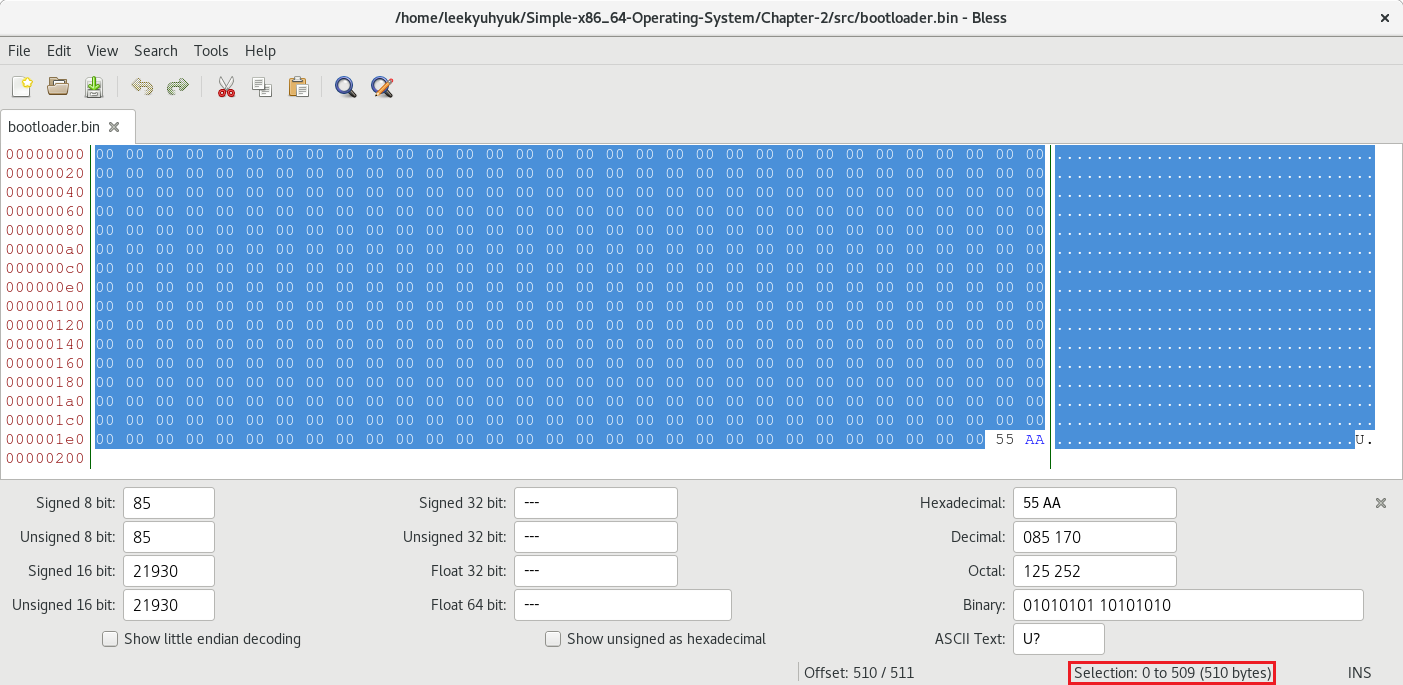 /home/leekyuhyuk/Simple-x86_64-Operating-System/Chapter-2/src/bootloader.bin - Bless
File Edit View Search Tools Help
bootloader.bin
00000000 00 00 00 00 00 00 00 00 00 00 00 00 00 00 00 00 00 00 00 00 00 00 00 00 00 00 00 00 00 00 00 00 ................................
00000020 00 00 00 00 00 00 00 00 00 00 00 00 00 00 00 00 00 00 00 00 00 00 00 00 00 00 00 00 00 00 00 00 ................................
00000040 00 00 00 00 00 00 00 00 00 00 00 00 00 00 00 00 00 00 00 00 00 00 00 00 00 00 00 00 00 00 00 00 ................................
00000060 00 00 00 00 00 00 00 00 00 00 00 00 00 00 00 00 00 00 00 00 00 00 00 00 00 00 00 00 00 00 00 00 ................................
00000080 00 00 00 00 00 00 00 00 00 00 00 00 00 00 00 00 00 00 00 00 00 00 00 00 00 00 00 00 00 00 00 00 ................................
000000a0 00 00 00 00 00 00 00 00 00 00 00 00 00 00 00 00 00 00 00 00 00 00 00 00 00 00 00 00 00 00 00 00 ................................
000000c0 00 00 00 00 00 00 00 00 00 00 00 00 00 00 00 00 00 00 00 00 00 00 00 00 00 00 00 00 00 00 00 00 ................................
000000e0 00 00 00 00 00 00 00 00 00 00 00 00 00 00 00 00 00 00 00 00 00 00 00 00 00 00 00 00 00 00 00 00 ................................
00000100 00 00 00 00 00 00 00 00 00 00 00 00 00 00 00 00 00 00 00 00 00 00 00 00 00 00 00 00 00 00 00 00 ................................
00000120 00 00 00 00 00 00 00 00 00 00 00 00 00 00 00 00 00 00 00 00 00 00 00 00 00 00 00 00 00 00 00 00 ................................
00000140 00 00 00 00 00 00 00 00 00 00 00 00 00 00 00 00 00 00 00 00 00 00 00 00 00 00 00 00 00 00 00 00 ................................
00000160 00 00 00 00 00 00 00 00 00 00 00 00 00 00 00 00 00 00 00 00 00 00 00 00 00 00 00 00 00 00 00 00 ................................
00000180 00 00 00 00 00 00 00 00 00 00 00 00 00 00 00 00 00 00 00 00 00 00 00 00 00 00 00 00 00 00 00 00 ................................
000001a0 00 00 00 00 00 00 00 00 00 00 00 00 00 00 00 00 00 00 00 00 00 00 00 00 00 00 00 00 00 00 00 00 ................................
000001c0 00 00 00 00 00 00 00 00 00 00 00 00 00 00 00 00 00 00 00 00 00 00 00 00 00 00 00 00 00 00 00 00 ................................
000001e0 00 00 00 00 00 00 00 00 00 00 00 00 00 00 00 00 00 00 00 00 00 00 00 00 00 00 00 00 00 00 55 AA ..............................U.
00000200
Signed 8 bit: 85 Signed 32 bit: --- Hexadecimal: 55 AA
Unsigned 8 bit: 85 Unsigned 32 bit: --- Decimal: 085 170
Signed 16 bit: 21930 Float 32 bit: --- Octal: 125 252
Unsigned 16 bit: 21930 Float 64 bit: --- Binary: 01010101 10101010
Show little endian decoding Show unsigned as hexadecimal ASCII Text: U?
Offset: 510 / 511 Selection: 0 to 509 (510 bytes) INS